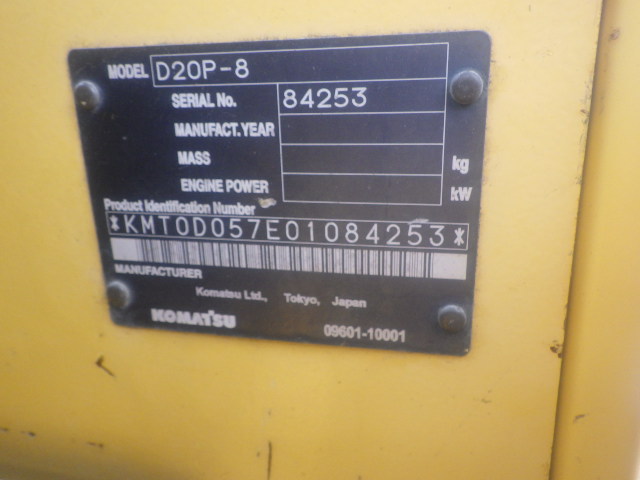 MODEL D20P-8
SERIAL No. 84253
MANUFACT. YEAR
MASS kg
ENGINE POWER kW
Product Identification Number
*KMT0D057E01084253*
MANUFACTURER
Komatsu Ltd., Tokyo, Japan
KOMATSU 09601-10001